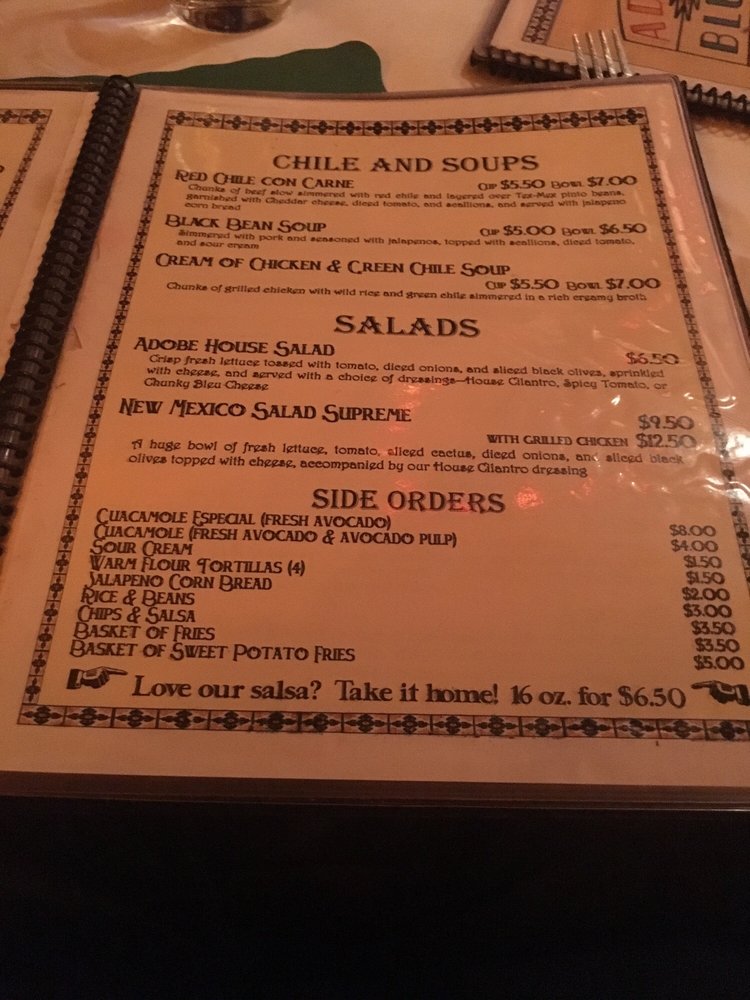 CHILE AND SOUPS
RED CHILE CON CARNE CUP $5.50 BOWL $7.00
Chunks of beef slow simmered with red chile and layered over Tex-Mex pinto beans,
garnished with Cheddar cheese, diced tomato, and scallions, and served with jalapeno
corn bread
BLACK BEAN SOUP CUP $5.00 BOWL $6.50
Simmered with pork and seasoned with jalapenos, topped with scallions, diced tomato,
and sour cream
CREAM OF CHICKEN & GREEN CHILE SOUP
CUP $5.50 BOWL $7.00
Chunks of grilled chicken with wild rice and green chile simmered in a rich creamy broth
SALADS
ADOBE HOUSE SALAD $6.50
Crisp fresh lettuce tossed with tomato, diced onions, and sliced black olives, sprinkled
with cheese, and served with a choice of dressings—House Cilantro, Spicy Tomato, or
Chunky Bleu Cheese
NEW MEXICO SALAD SUPREME $9.50
WITH GRILLED CHICKEN $12.50
A huge bowl of fresh lettuce, tomato, sliced cactus, diced onions, and sliced black
olives topped with cheese, accompanied by our House Cilantro dressing
SIDE ORDERS
GUACAMOLE ESPECIAL (FRESH AVOCADO) $8.00
GUACAMOLE (FRESH AVOCADO & AVOCADO PULP) $4.00
SOUR CREAM $1.50
WARM FLOUR TORTILLAS (4) $1.50
JALAPENO CORN BREAD $2.00
RICE & BEANS $3.00
CHIPS & SALSA $3.50
BASKET OF FRIES $3.50
BASKET OF SWEET POTATO FRIES $5.00
Love our salsa? Take it home! 16 oz. for $6.50